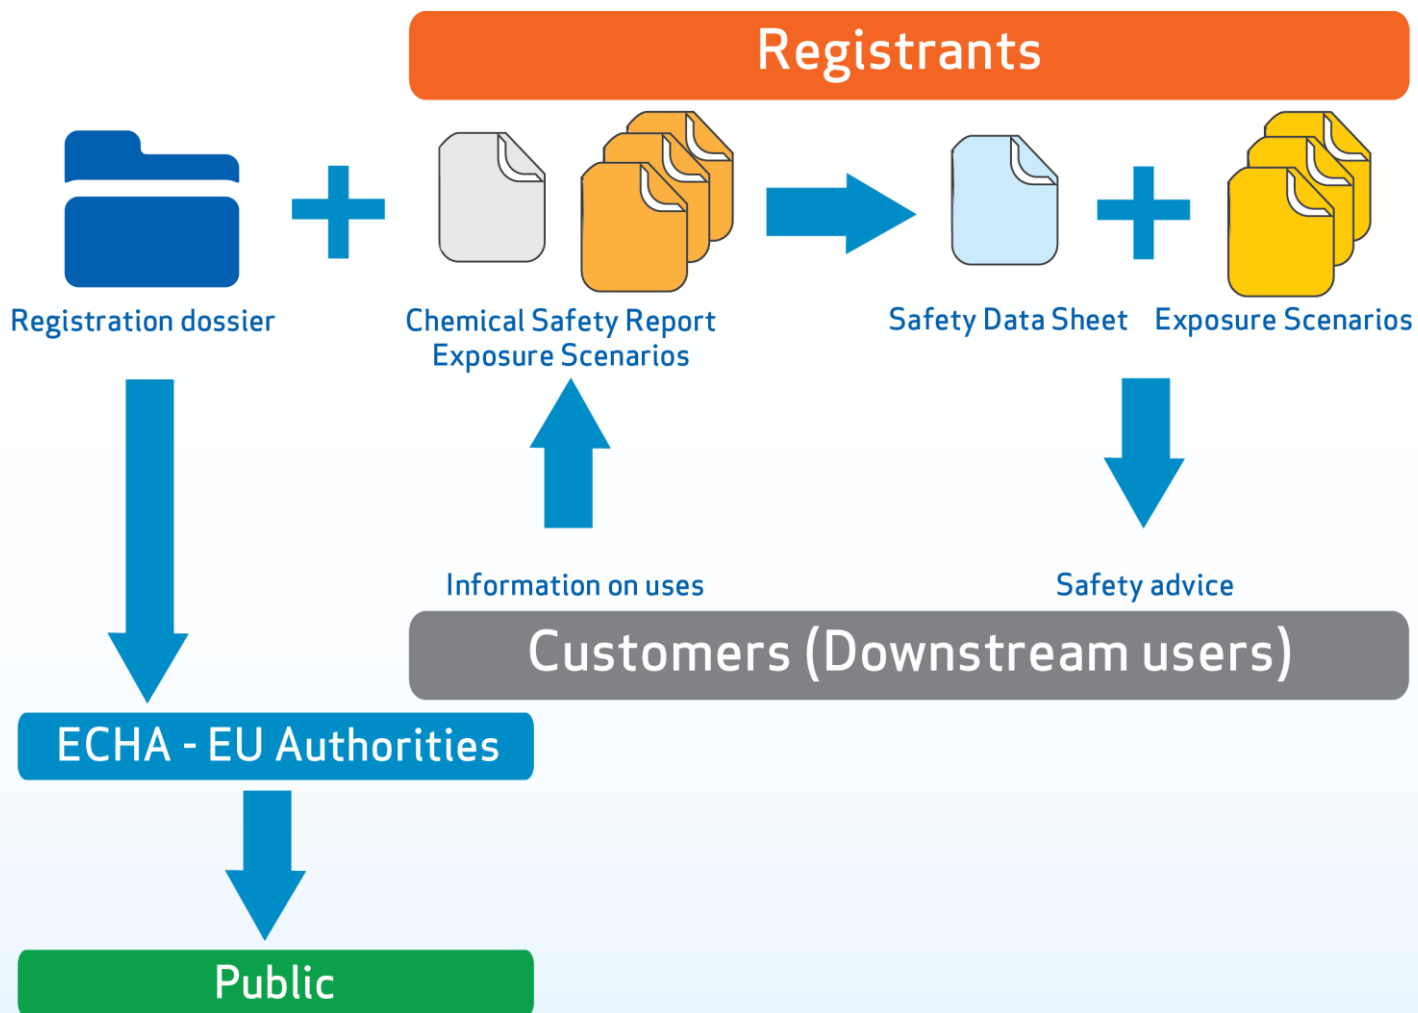 Registrants
Registration dossier
Chemical Safety Report
Exposure Scenarios
Safety Data Sheet
Exposure Scenarios
Information on uses
Safety advice
Customers (Downstream users)
ECHA - EU Authorities
Public